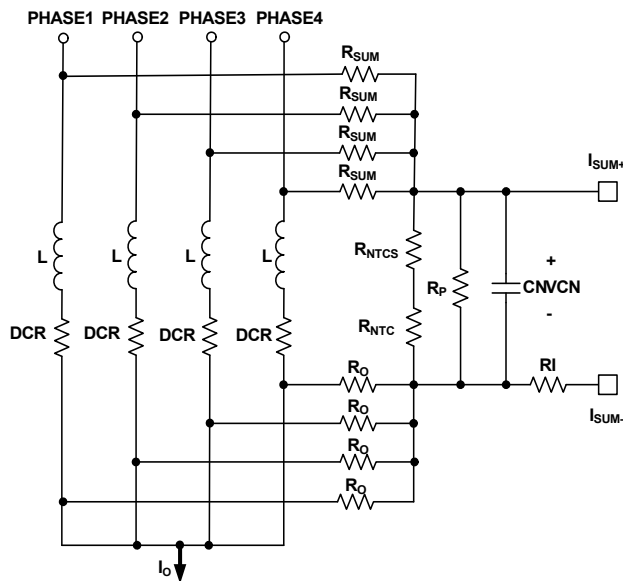 PHASE1 PHASE2 PHASE3 PHASE4
RSUM
RSUM
RSUM
RSUM
ISUM+
L L L L
RNTCS
RP
+
CNVCN
-
DCR DCR DCR DCR
RNTC
RO
RI
RO
ISUM-
RO
RO
IO